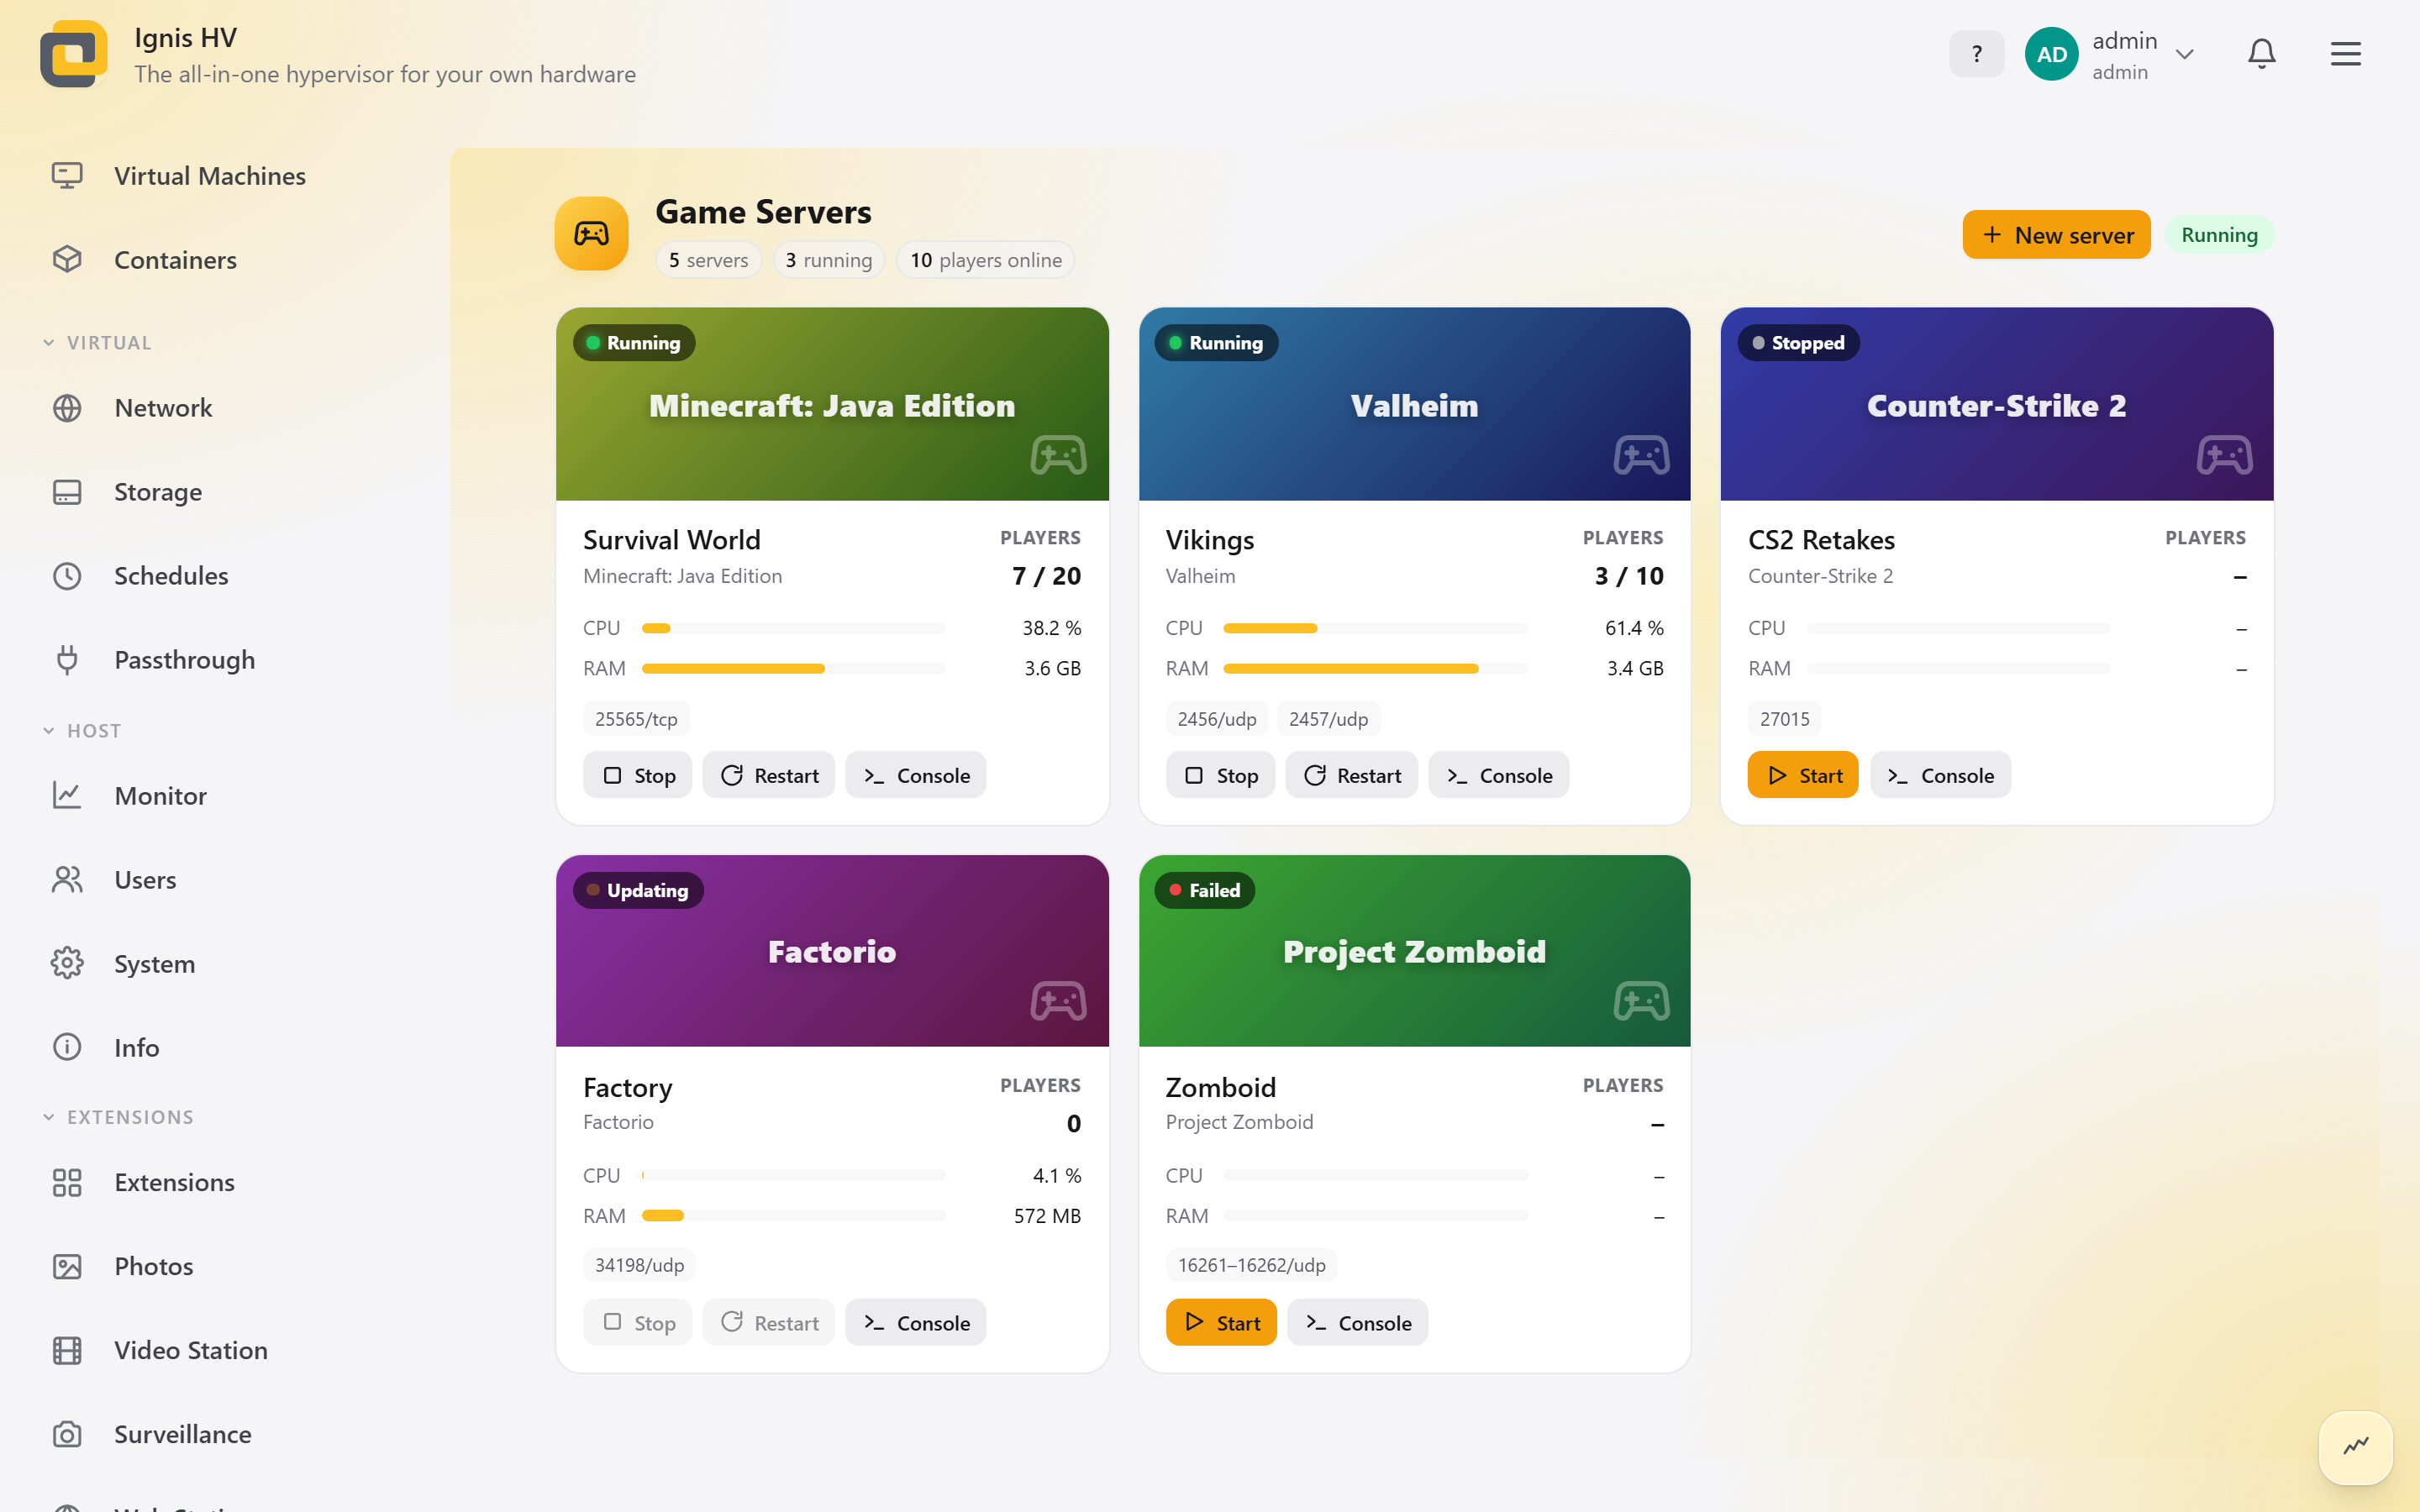 Ignis HV
The all-in-one hypervisor for your own hardware
?
AD
admin
admin
Virtual Machines
Containers
VIRTUAL
Network
Storage
Schedules
Passthrough
HOST
Monitor
Users
System
Info
EXTENSIONS
Extensions
Photos
Video Station
Surveillance
Game Servers
5 servers
3 running
10 players online
New server
Running
Running
Minecraft: Java Edition
Survival World
PLAYERS
Minecraft: Java Edition
7 / 20
CPU
38.2 %
RAM
3.6 GB
25565/tcp
Stop
Restart
Console
Running
Valheim
Vikings
PLAYERS
Valheim
3 / 10
CPU
61.4 %
RAM
3.4 GB
2456/udp
2457/udp
Stop
Restart
Console
Stopped
Counter-Strike 2
CS2 Retakes
PLAYERS
Counter-Strike 2
–
CPU
–
RAM
–
27015
Start
Console
Updating
Factorio
Factory
PLAYERS
Factorio
0
CPU
4.1 %
RAM
572 MB
34198/udp
Stop
Restart
Console
Failed
Project Zomboid
Zomboid
PLAYERS
Project Zomboid
–
CPU
–
RAM
–
16261–16262/udp
Start
Console